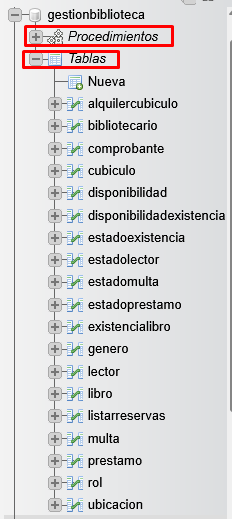 gestionbiblioteca
Procedimientos
Tablas
Nueva
alquilercubiculo
bibliotecario
comprobante
cubiculo
disponibilidad
disponibilidadexistencia
estadoexistencia
estadolector
estadomulta
estadoprestamo
existencialibro
genero
lector
libro
listarreservas
multa
prestamo
rol
ubicacion